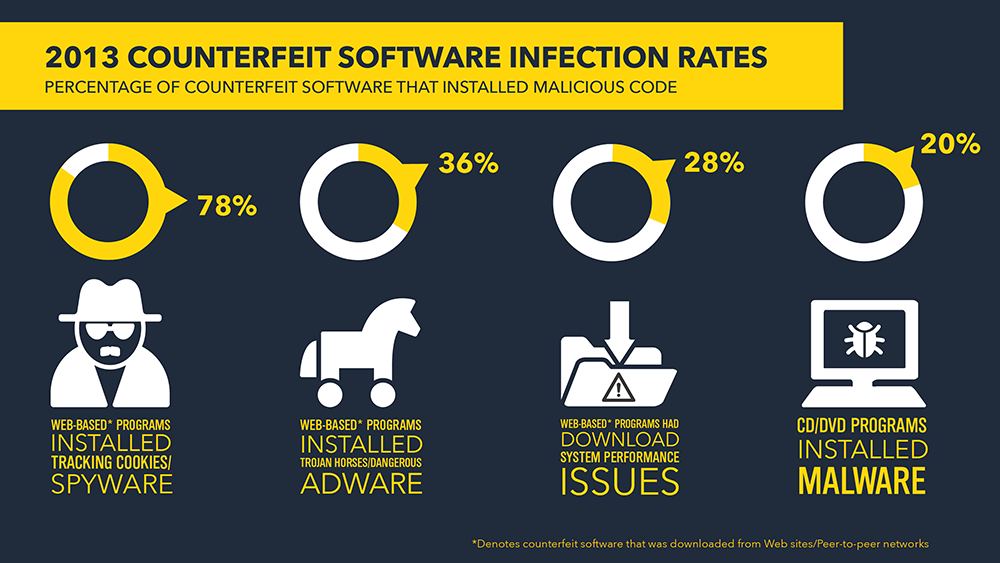 2013 COUNTERFEIT SOFTWARE INFECTION RATES
PERCENTAGE OF COUNTERFEIT SOFTWARE THAT INSTALLED MALICIOUS CODE
78%
36%
28%
20%
WEB-BASED* PROGRAMS
INSTALLED
TRACKING COOKIES/
SPYWARE
WEB-BASED* PROGRAMS
INSTALLED
TROJAN HORSES/DANGEROUS
ADWARE
WEB-BASED* PROGRAMS HAD
DOWNLOAD
SYSTEM PERFORMANCE
ISSUES
CD/DVD PROGRAMS
INSTALLED
MALWARE
*Denotes counterfeit software that was downloaded from Web sites/Peer-to-peer networks